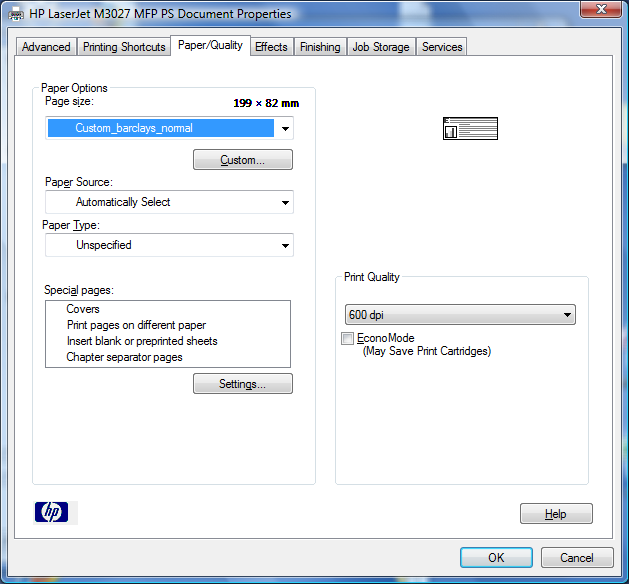 HP LaserJet M3027 MFP PS Document Properties
Advanced
Printing Shortcuts
Paper/Quality
Effects
Finishing
Job Storage
Services
Paper Options
Page size:
199 × 82 mm
Custom_barclays_normal
Custom...
Paper Source:
Automatically Select
Paper Type:
Unspecified
Special pages:
Covers
Print pages on different paper
Insert blank or preprinted sheets
Chapter separator pages
Settings...
Print Quality
600 dpi
EconoMode
(May Save Print Cartridges)
hp
Help
OK
Cancel